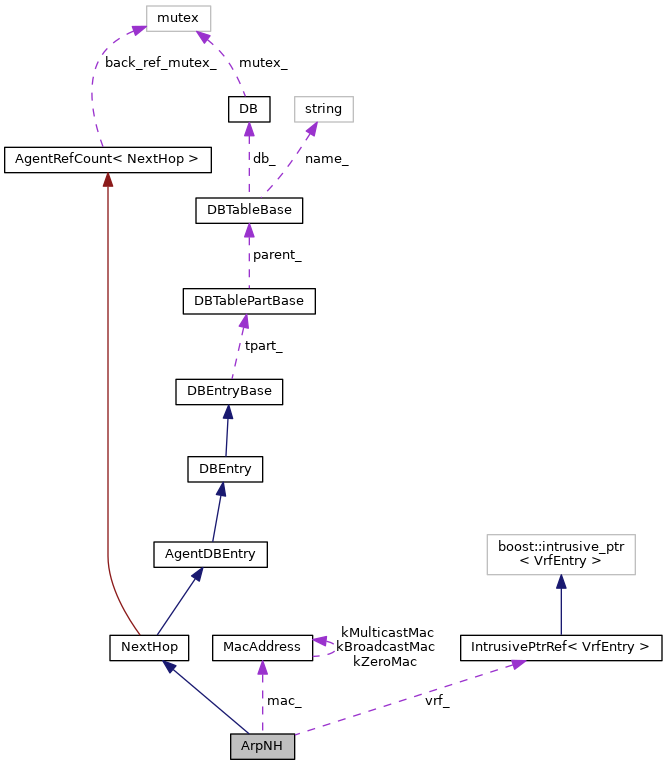 mutex
back_ref_mutex_
mutex_
DB
string
AgentRefCount< NextHop >
db_
name_
DBTableBase
parent_
DBTablePartBase
tpart_
DBEntryBase
DBEntry
boost::intrusive_ptr
< VrfEntry >
AgentDBEntry
NextHop
MacAddress
kMulticastMac
kBroadcastMac
kZeroMac
IntrusivePtrRef< VrfEntry >
mac_
vrf_
ArpNH